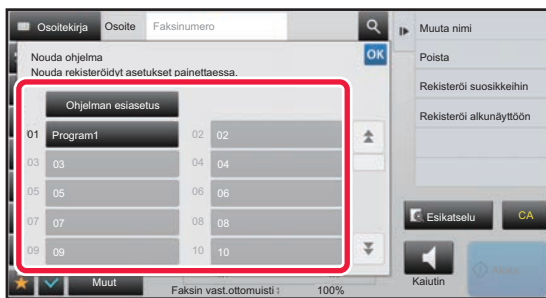 Osoitekirja Osoite Faksinumero
Nouda ohjelma
Nouda rekisteröidyt asetukset painettaessa.
OK
Ohjelman esiasetus
01 Program1 02 02
03 03 04 04
05 05 06 06
07 07 08 08
09 09 10 10
Muut
Faksin vast.ottomuisti : 100%
Muuta nimi
Poista
Rekisteröi suosikkeihin
Rekisteröi alkunäyttöön
Esikatselu CA
Kaiutin